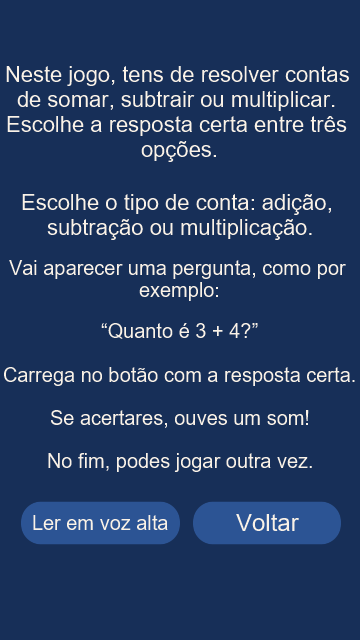 Neste jogo, tens de resolver contas
de somar, subtrair ou multiplicar.
Escolhe a resposta certa entre três
opções.
Escolhe o tipo de conta: adição,
subtração ou multiplicação.
Vai aparecer uma pergunta, como por
exemplo:
“Quanto é 3 + 4?”
Carrega no botão com a resposta certa.
Se acertares, ouves um som!
No fim, podes jogar outra vez.
Ler em voz alta
Voltar